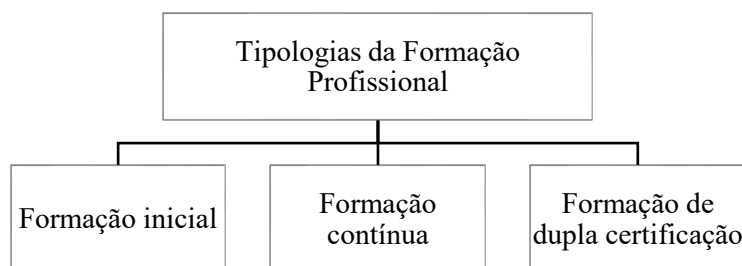 Tipologias da Formação
Profissional
Formação inicial
Formação
contínua
Formação de
dupla certificação